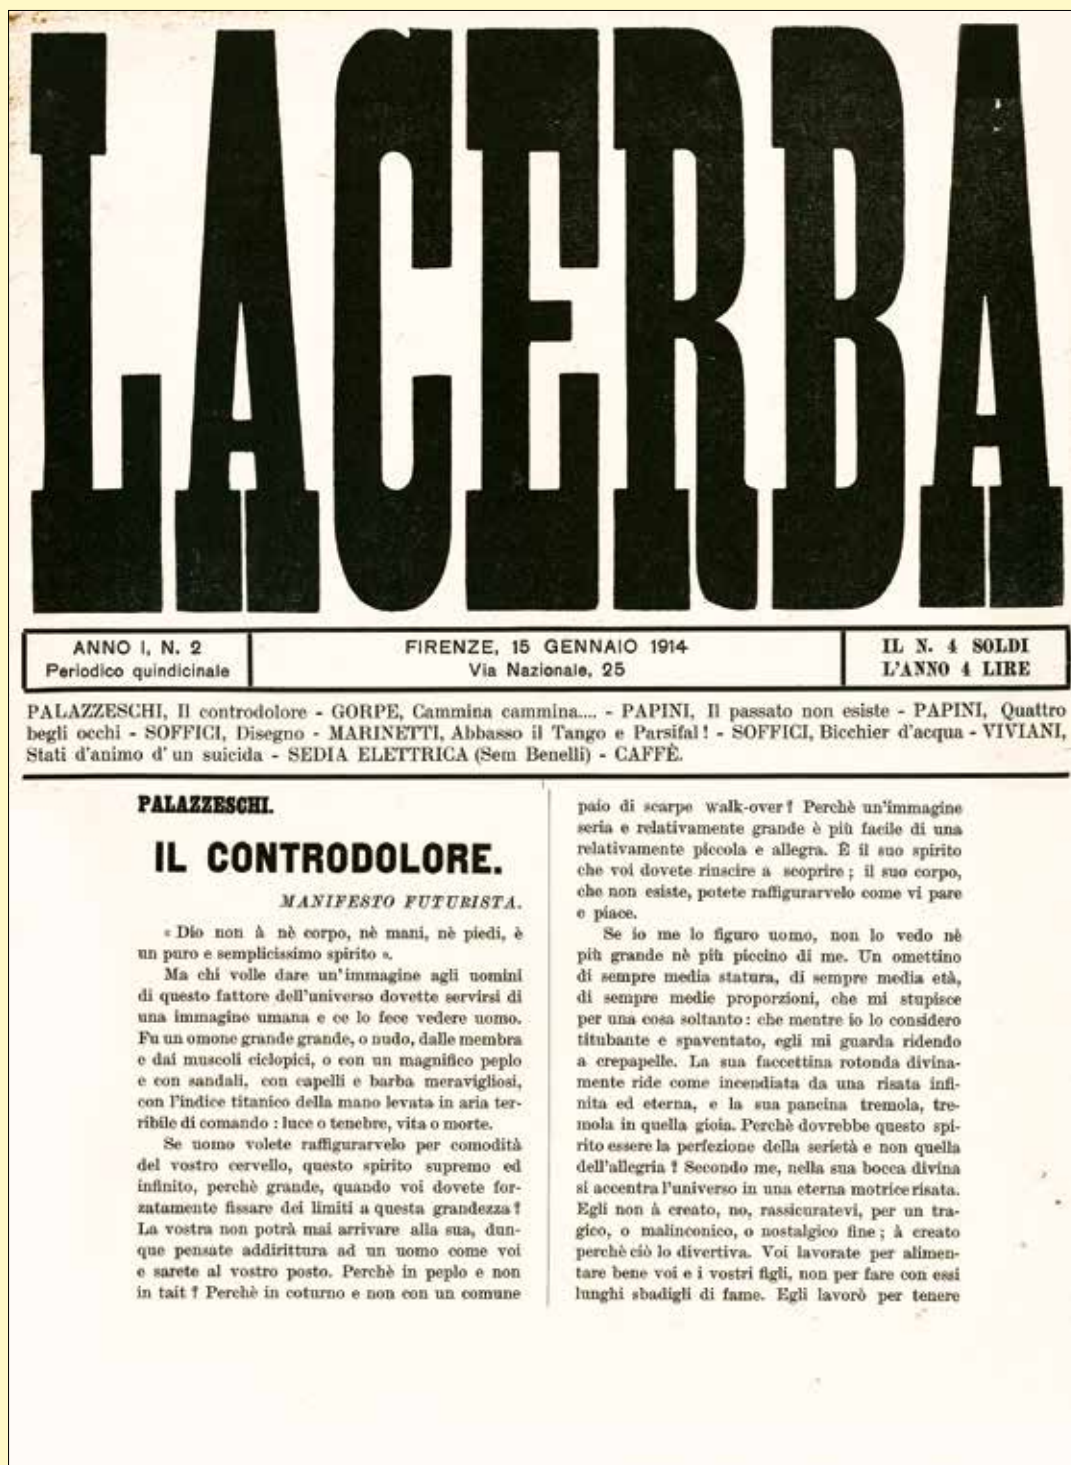 LACERBA
ANNO I, N. 2
Periodico quindicinale
FIRENZE, 15 GENNAIO 1914
Via Nazionale, 25
IL N. 4 SOLDI
L'ANNO 4 LIRE
PALAZZESCHI, Il controdolore - GORPE, Cammina cammina.... - PAPINI, Il passato non esiste - PAPINI, Quattro
begli occhi - SOFFICI, Disegno - MARINETTI, Abbasso il Tango e Parsifal! - SOFFICI, Bicchier d'acqua - VIVIANI,
Stati d'animo d'un suicida - SEDIA ELETTRICA (Sem Benelli) - CAFFÈ.
PALAZZESCHI.
IL CONTRODOLORE.
MANIFESTO FUTURISTA.
« Dio non à nè corpo, nè mani, nè piedi, è
un puro e semplicissimo spirito ».
Ma chi volle dare un'immagine agli uomini
di questo fattore dell'universo dovette servirsi di
una immagine umana e ce lo fece vedere uomo.
Fu un omone grande grande, o nudo, dalle membra
e dai muscoli ciclopici, o con un magnifico peplo
e con sandali, con capelli e barba meravigliosi,
con l'indice titanico della mano levata in aria ter-
ribile di comando : luce o tenebre, vita o morte.
Se uomo volete raffigurarvelo per comodità
del vostro cervello, questo spirito supremo ed
infinito, perchè grande, quando voi dovete for-
zatamente fissare dei limiti a questa grandezza ?
La vostra non potrà mai arrivare alla sua, dun-
que pensate addirittura ad un uomo come voi
e sarete al vostro posto. Perchè in peplo e non
in tait ? Perchè in coturno e non con un comune
paio di scarpe walk-over ? Perchè un'immagine
seria e relativamente grande è più facile di una
relativamente piccola e allegra. È il suo spirito
che voi dovete riuscire a scoprire ; il suo corpo,
che non esiste, potete raffigurarvelo come vi pare
e piace.
Se io me lo figuro uomo, non lo vedo nè
più grande nè più piccino di me. Un omettino
di sempre media statura, di sempre media età,
di sempre medie proporzioni, che mi stupisce
per una cosa soltanto : che mentre io lo considero
titubante e spaventato, egli mi guarda ridendo
a crepapelle. La sua faccettina rotonda divina-
mente ride come incendiata da una risata infi-
nita ed eterna, e la sua pancina tremola, tre-
mola in quella gioia. Perchè dovrebbe questo spi-
rito essere la perfezione della serietà e non quella
dell'allegria ? Secondo me, nella sua bocca divina
si accentra l'universo in una eterna motrice risata.
Egli non à creato, no, rassicuratevi, per un tra-
gico, o malinconico, o nostalgico fine ; à creato
perchè ciò lo divertiva. Voi lavorate per alimen-
tare bene voi e i vostri figli, non per fare con essi
lunghi sbadigli di fame. Egli lavorò per tenere